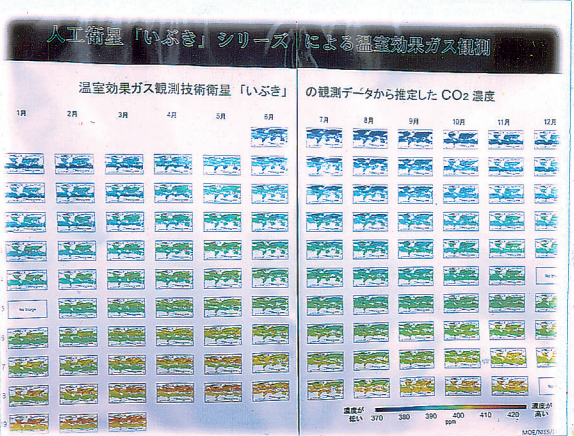 人工衛星「いぶき」シリーズによる温室効果ガス観測
温室効果ガス観測技術衛星「いぶき」の観測データから推定したCO2濃度
1月 2月 3月 4月 5月 6月 7月 8月 9月 10月 11月 12月
No Image
濃度が低い 370 380 390 400 410 420 濃度が高い
ppm